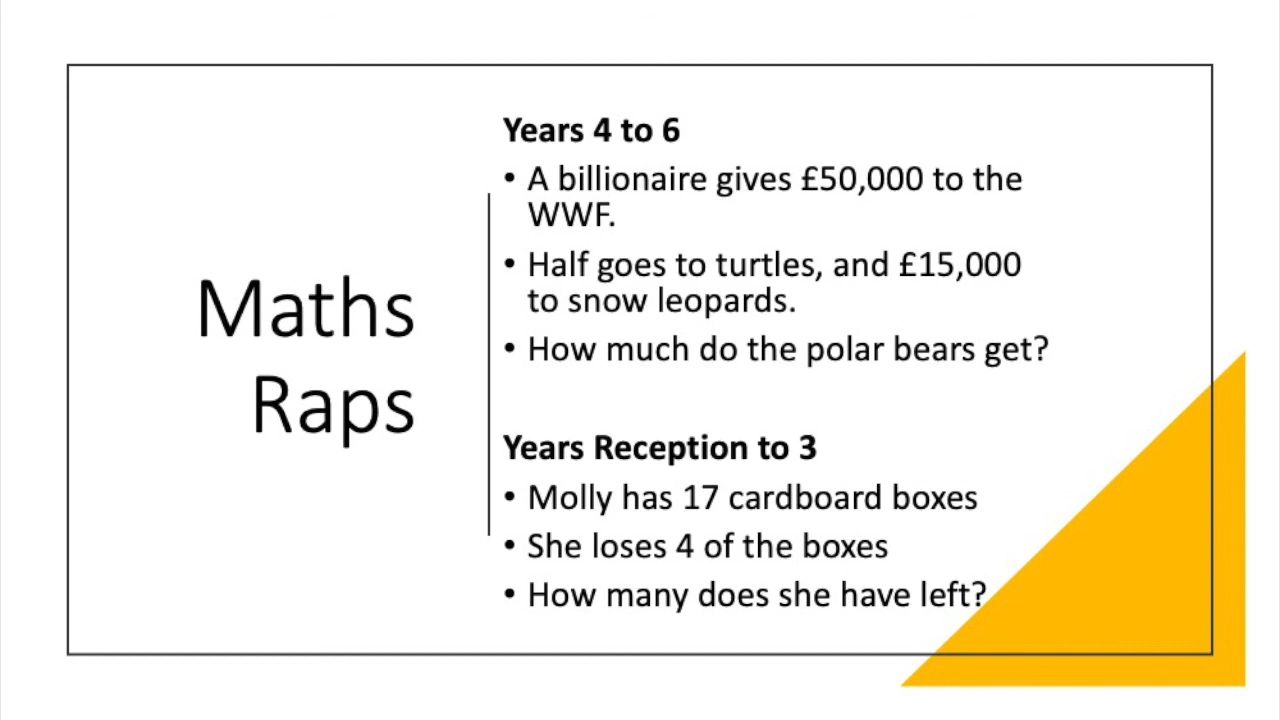 Maths
Raps
Years 4 to 6
• A billionaire gives £50,000 to the
WWF.
• Half goes to turtles, and £15,000
to snow leopards.
• How much do the polar bears get?
Years Reception to 3
• Molly has 17 cardboard boxes
• She loses 4 of the boxes
• How many does she have left?